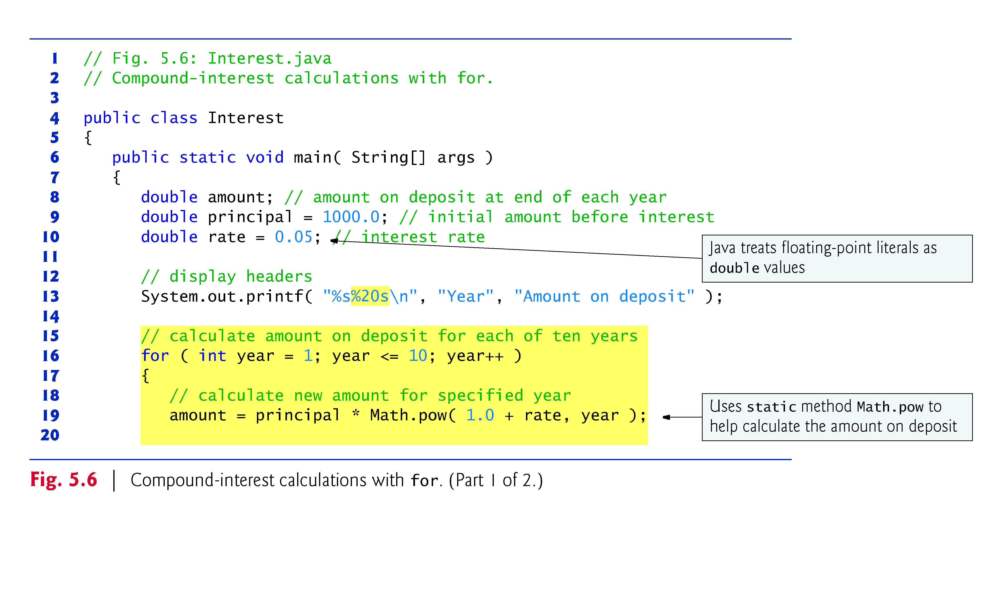 1 // Fig. 5.6: Interest.java
2 // Compound-interest calculations with for.
3
4 public class Interest
5 {
6 public static void main( String[] args )
7 {
8 double amount; // amount on deposit at end of each year
9 double principal = 1000.0; // initial amount before interest
10 double rate = 0.05; // interest rate
Java treats floating-point literals as
double values
11
12 // display headers
13 System.out.printf( "%s%20s\n", "Year", "Amount on deposit" );
14
15 // calculate amount on deposit for each of ten years
16 for ( int year = 1; year <= 10; year++ )
17 {
18 // calculate new amount for specified year
19 amount = principal * Math.pow( 1.0 + rate, year );
Uses static method Math.pow to
help calculate the amount on deposit
20
Fig. 5.6 | Compound-interest calculations with for. (Part 1 of 2.)